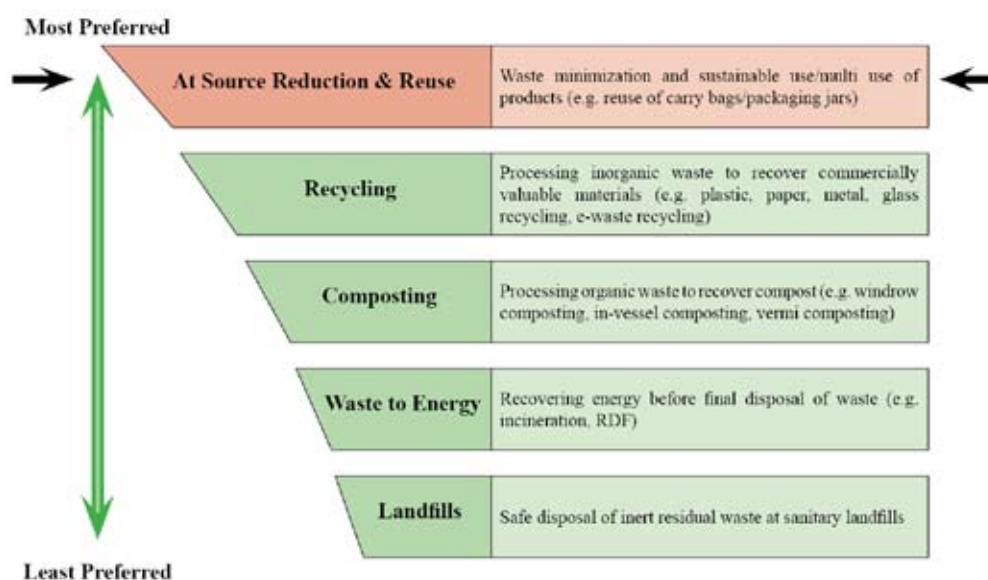 Most Preferred
At Source Reduction & Reuse
Waste minimization and sustainable use/multi use of
products (e.g. reuse of carry bags/packaging jars)
Recycling
Processing inorganic waste to recover commercially
valuable materials (e.g. plastic, paper, metal, glass
recycling, e-waste recycling)
Composting
Processing organic waste to recover compost (e.g. windrow
composting, in-vessel composting, vermi composting)
Waste to Energy
Recovering energy before final disposal of waste (e.g.
incineration, RDF)
Landfills
Safe disposal of inert residual waste at sanitary landfills
Least Preferred